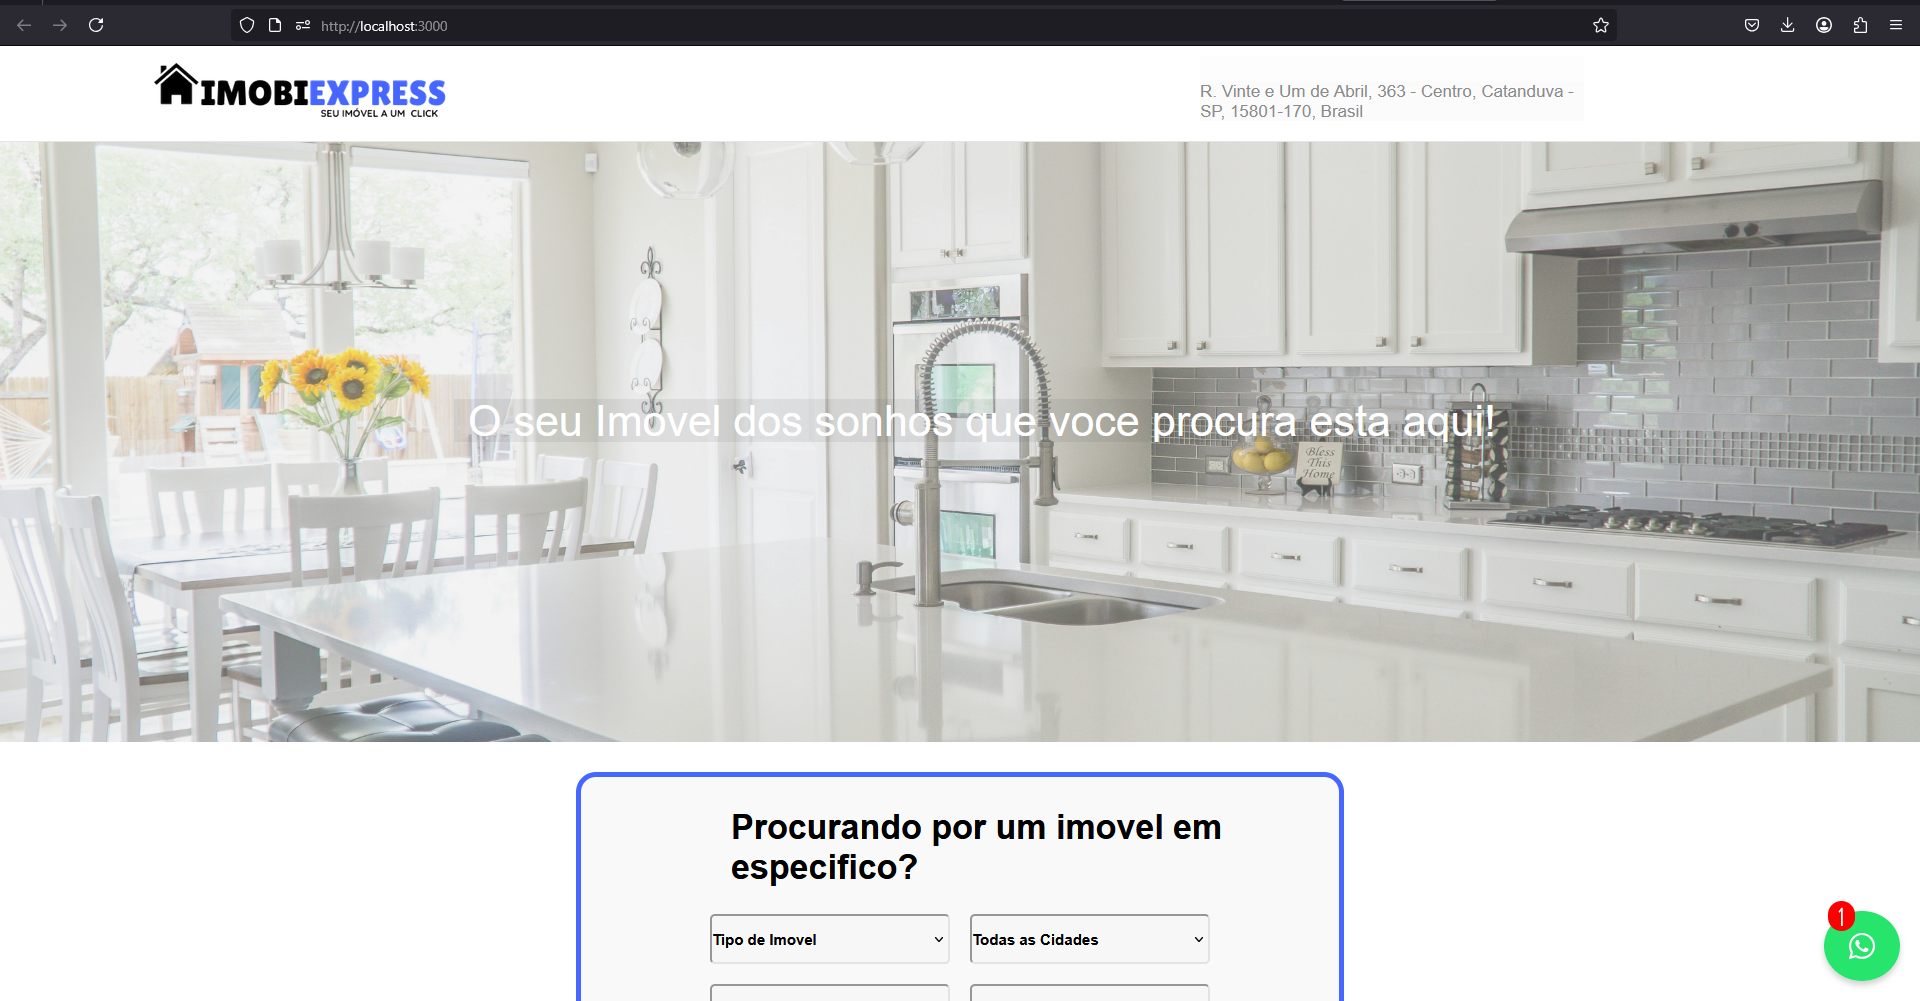 http://localhost:3000
IMOBIEXPRESS
SEU IMÓVEL A UM CLICK
R. Vinte e Um de Abril, 363 - Centro, Catanduva -
SP, 15801-170, Brasil
O seu Imovel dos sonhos que voce procura esta aqui!
Bless
This
Home
Procurando por um imovel em
especifico?
Tipo de Imovel
Todas as Cidades
1